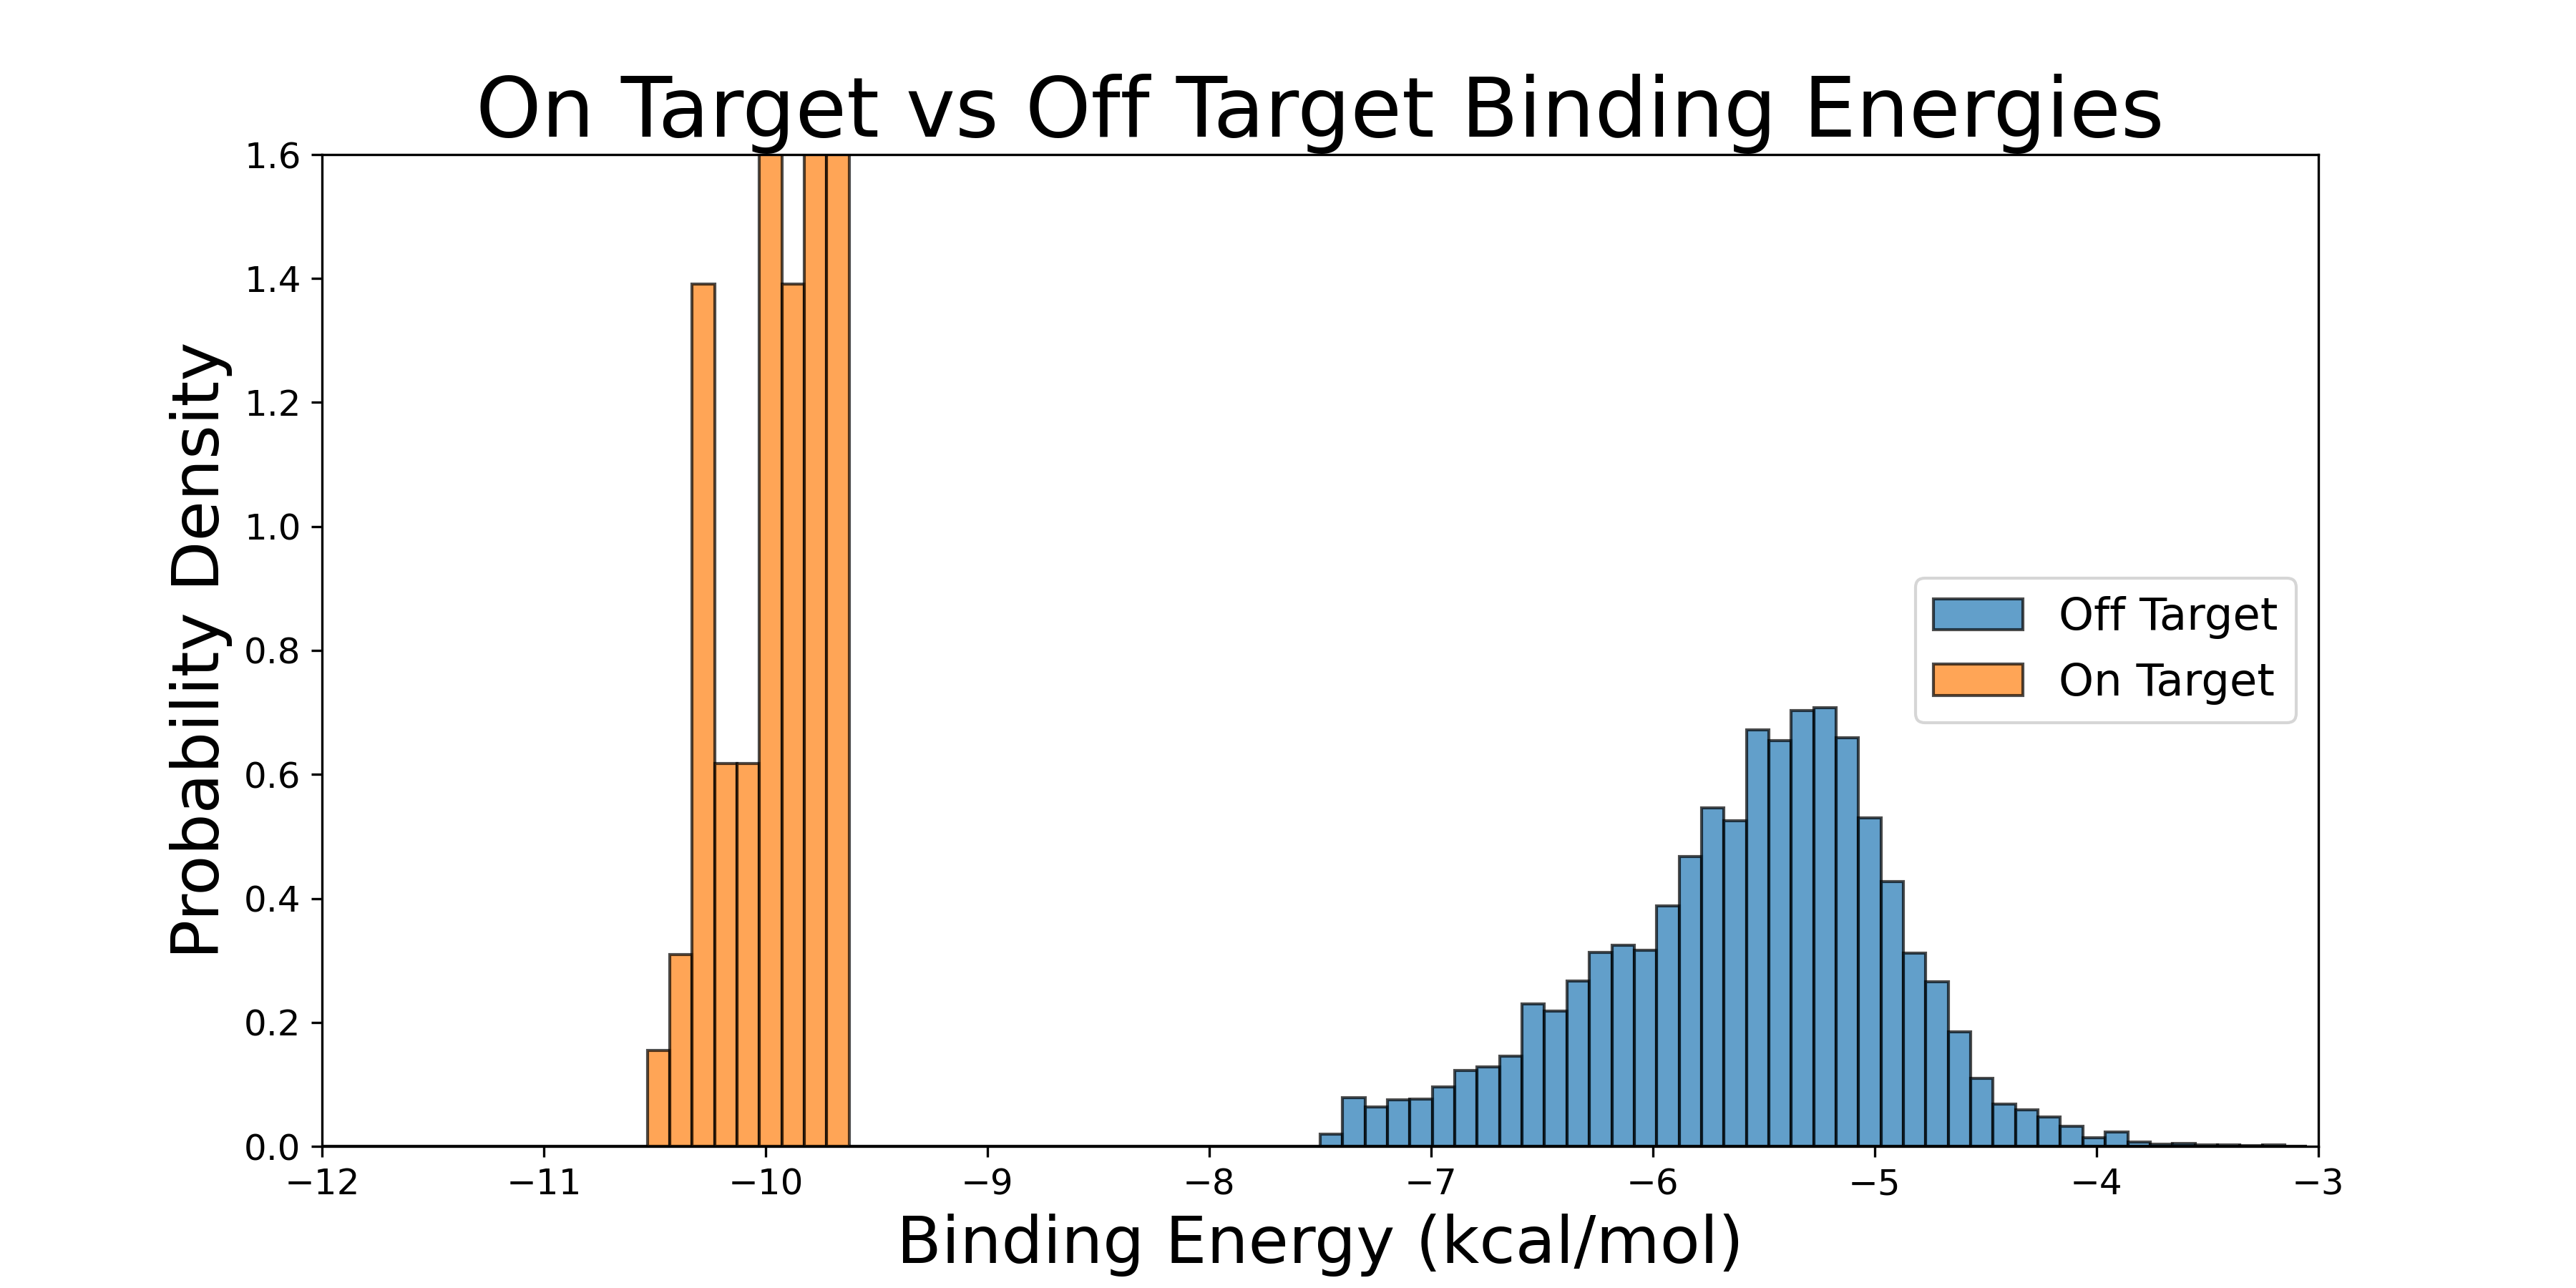 On Target vs Off Target Binding Energies
Probability Density
1.6
1.4
1.2
1.0
0.8
0.6
0.4
0.2
0.0
Off Target
On Target
−12 −11 −10 −9 −8 −7 −6 −5 −4 −3
Binding Energy (kcal/mol)